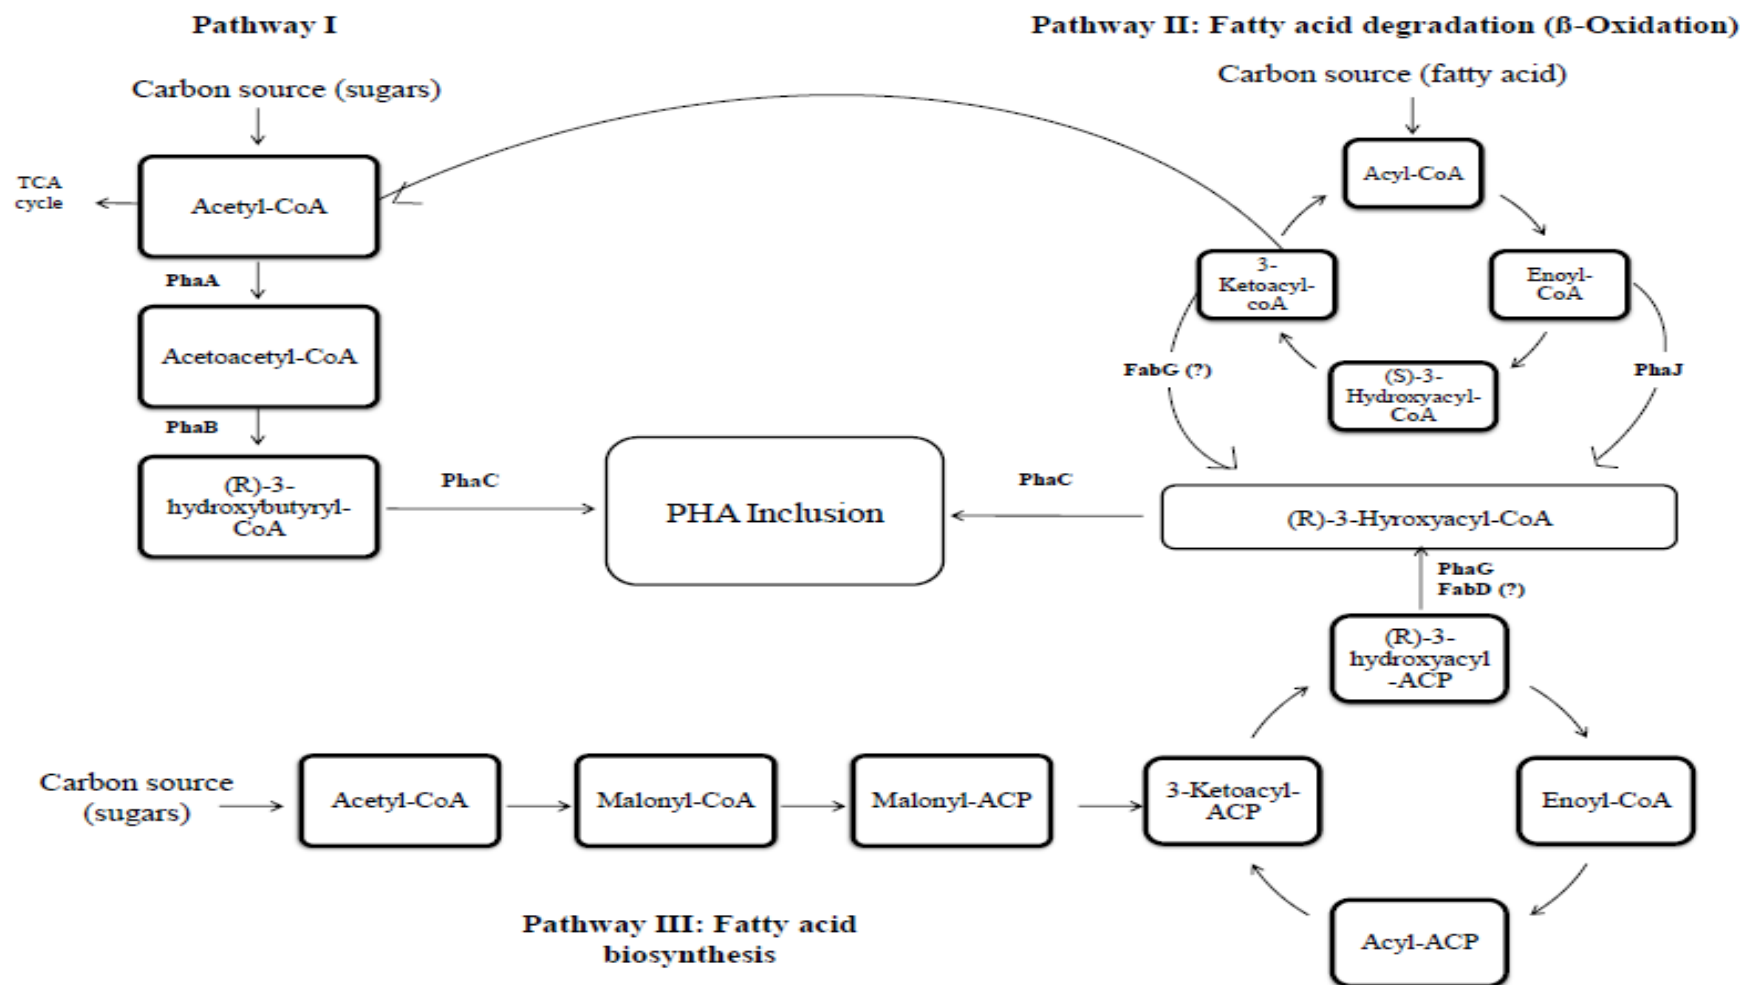 Pathway I
Carbon source (sugars)
TCA
cycle
Acetyl-CoA
PhaA
Acetoacetyl-CoA
PhaB
(R)-3-
hydroxybutyryl-
CoA
PhaC
PHA Inclusion
PhaC
Pathway II: Fatty acid degradation (ß-Oxidation)
Carbon source (fatty acid)
Acyl-CoA
3-
Ketoacyl-
coA
Enoyl-
CoA
FabG (?)
(S)-3-
Hydroxyacyl-
CoA
PhaJ
(R)-3-Hyroxyacyl-CoA
PhaG
FabD (?)
(R)-3-
hydroxyacyl
-ACP
Carbon source
(sugars)
Acetyl-CoA
Malonyl-CoA
Malonyl-ACP
3-Ketoacyl-
ACP
Enoyl-CoA
Acyl-ACP
Pathway III: Fatty acid
biosynthesis